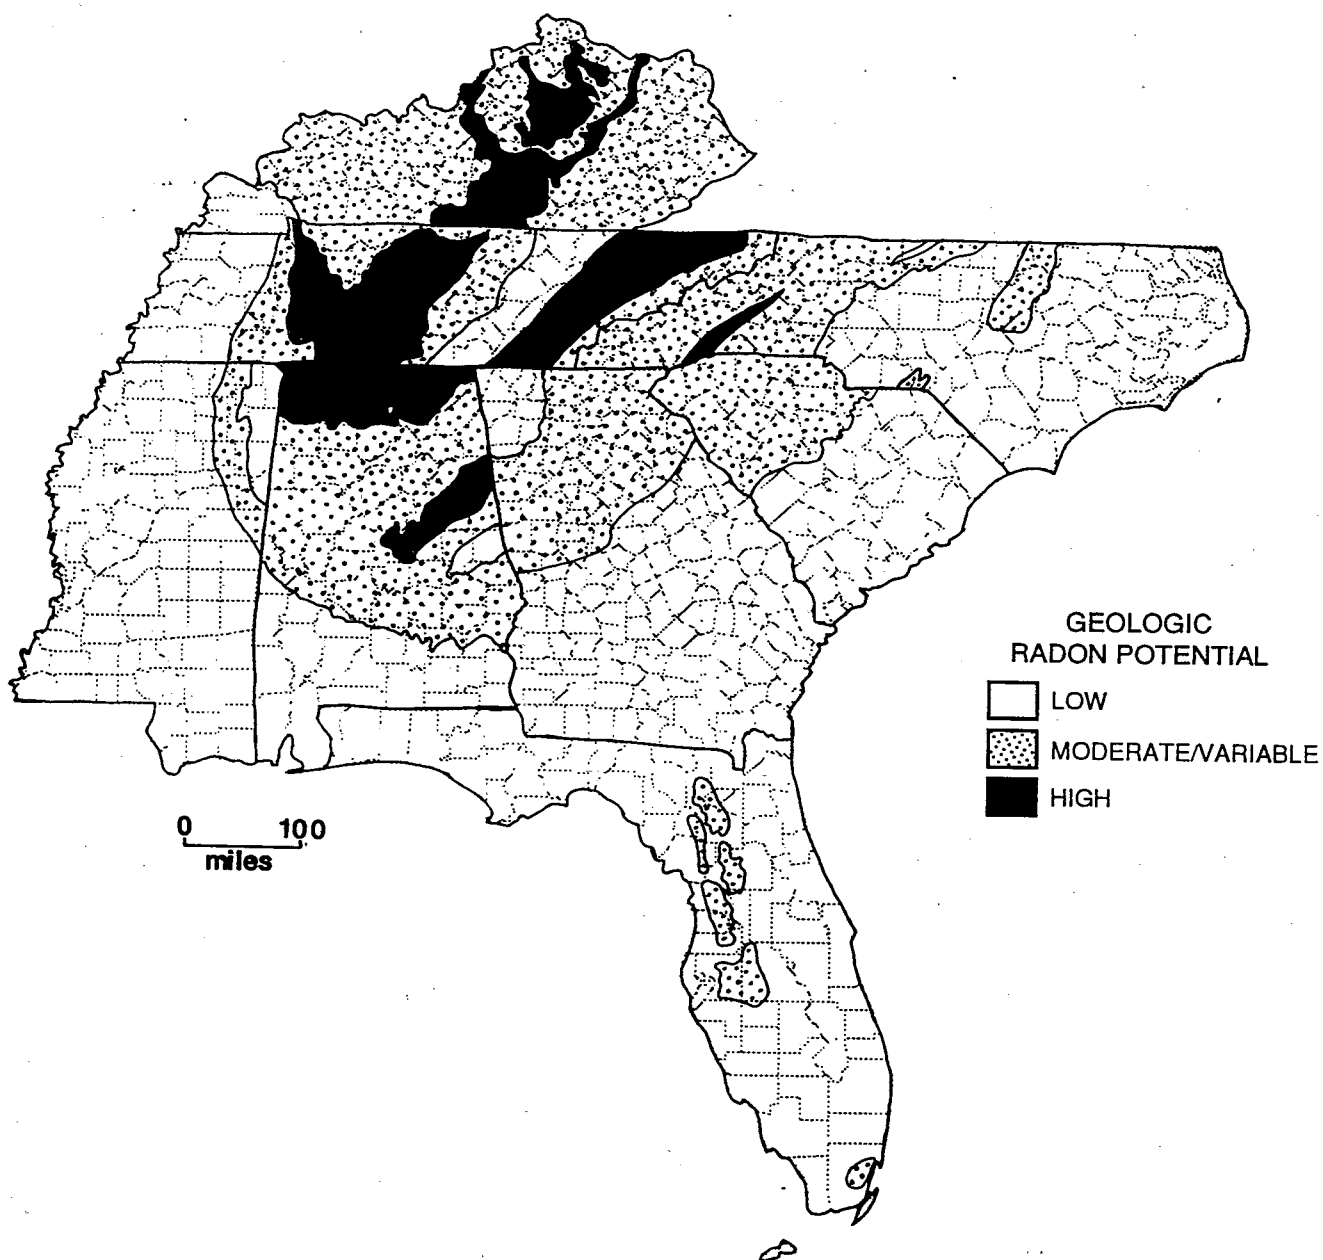 GEOLOGIC
RADON POTENTIAL
LOW
MODERATE/VARIABLE
HIGH
0 100
miles